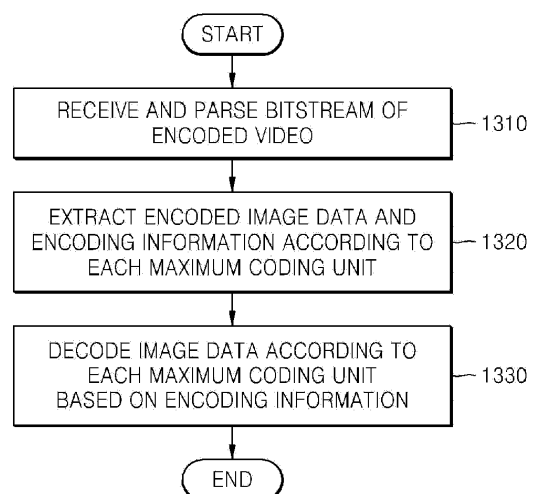 START
RECEIVE AND PARSE BITSTREAM OF
ENCODED VIDEO
1310
EXTRACT ENCODED IMAGE DATA AND
ENCODING INFORMATION ACCORDING TO
EACH MAXIMUM CODING UNIT
1320
DECODE IMAGE DATA ACCORDING TO
EACH MAXIMUM CODING UNIT
BASED ON ENCODING INFORMATION
1330
END